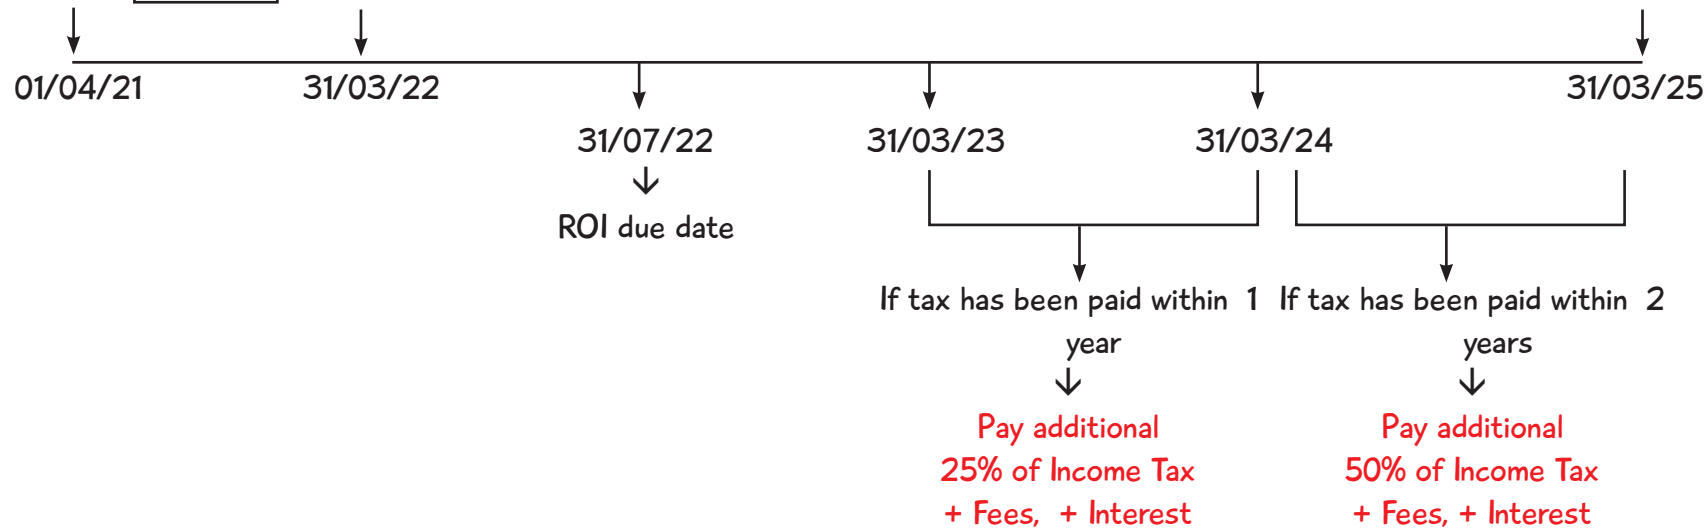 01/04/21
31/03/22
31/03/25
31/07/22
31/03/23
31/03/24
ROI due date
If tax has been paid within 1
year
Pay additional
25% of Income Tax
+ Fees, + Interest
If tax has been paid within 2
years
Pay additional
50% of Income Tax
+ Fees, + Interest